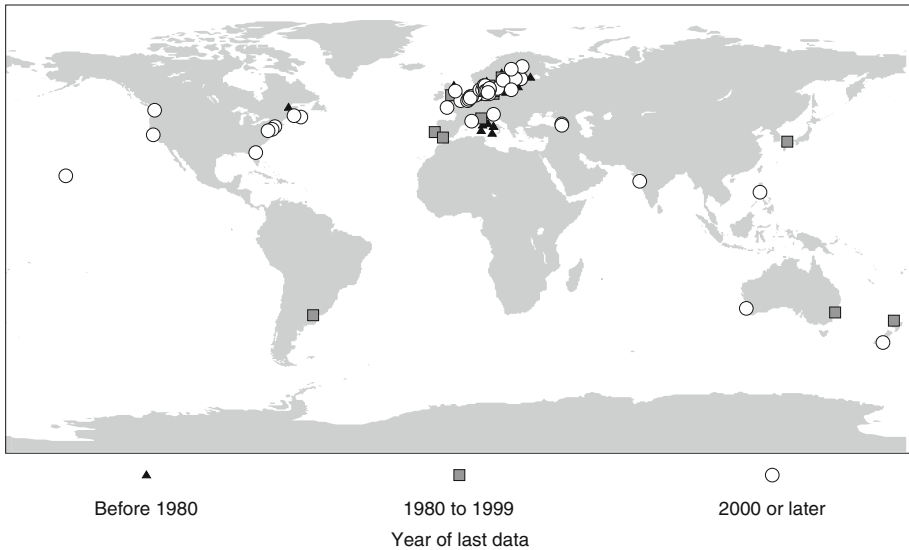 Before 1980
1980 to 1999
2000 or later
Year of last data